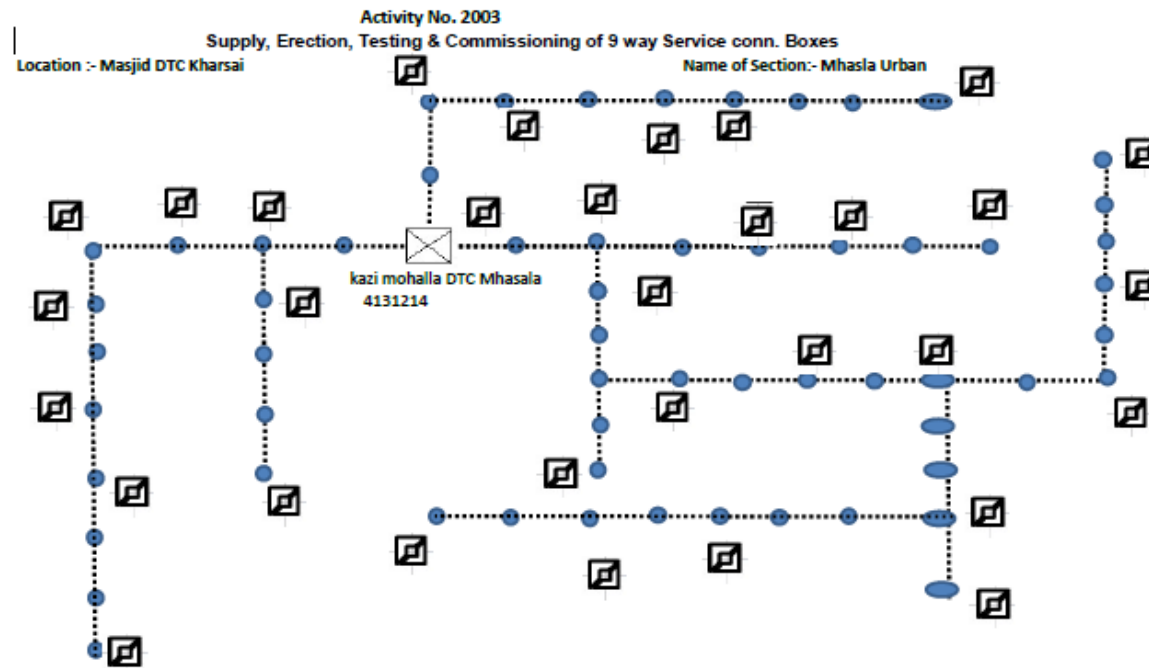 Activity No. 2003
Supply, Erection, Testing & Commissioning of 9 way Service conn. Boxes
Location :- Masjid DTC Kharsai
Name of Section:- Mhasla Urban
kazi mohalla DTC Mhasala
4131214